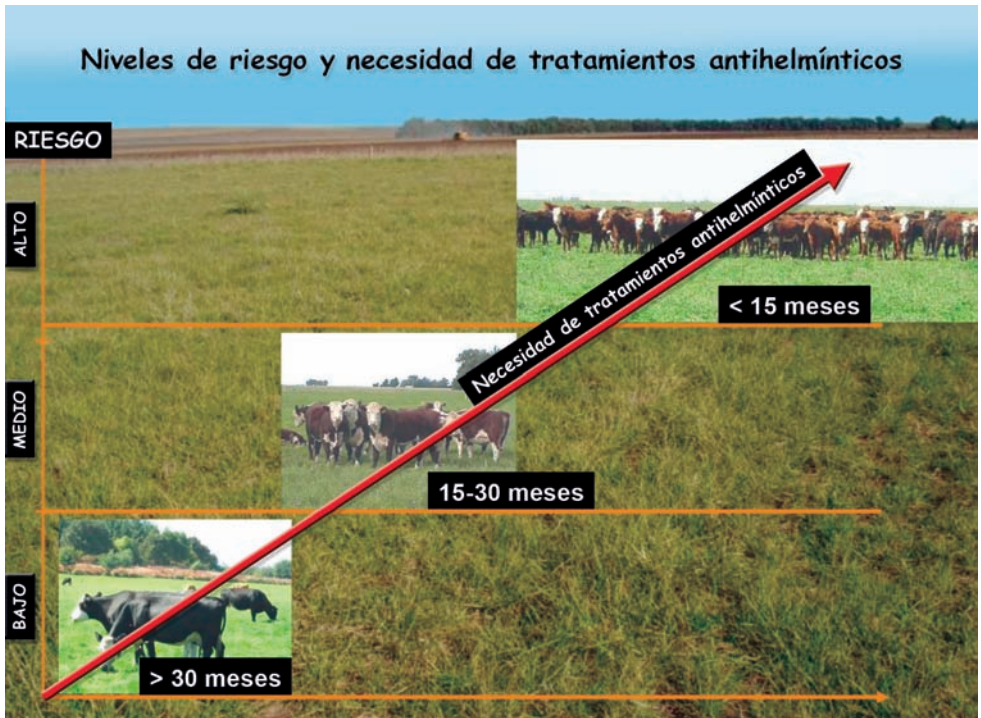 Niveles de riesgo y necesidad de tratamientos antihelmínticos
RIESGO
ALTO
Necesidad de tratamientos antihelmínticos
< 15 meses
MEDIO
15-30 meses
BAJO
> 30 meses